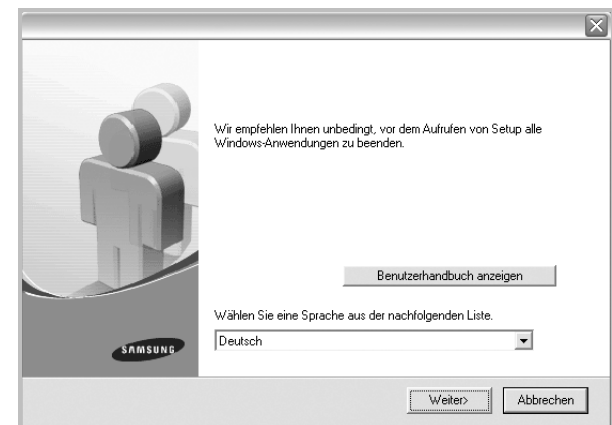 Wir empfehlen Ihnen unbedingt, vor dem Aufrufen von Setup alle
Windows-Anwendungen zu beenden.
Benutzerhandbuch anzeigen
Wählen Sie eine Sprache aus der nachfolgenden Liste.
Deutsch
SAMSUNG
Weiter>
Abbrechen